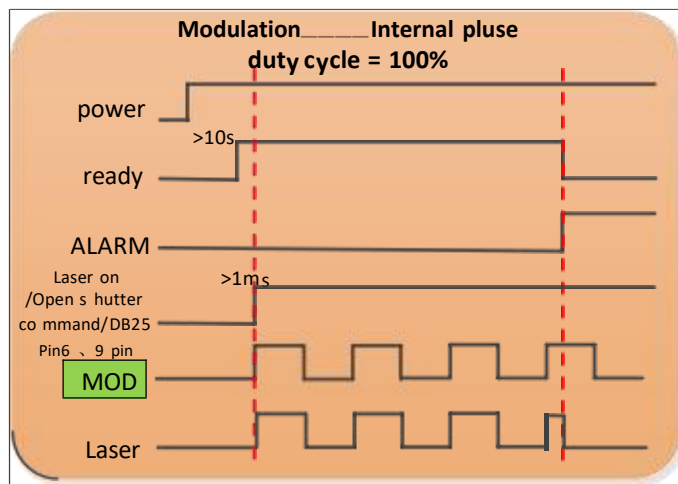 Modulation____Internal pluse
duty cycle = 100%
power
>10s
ready
ALARM
Laser on
>1ms
/Open s hutter
co mmand/DB25
Pin6 、9 pin
MOD
Laser